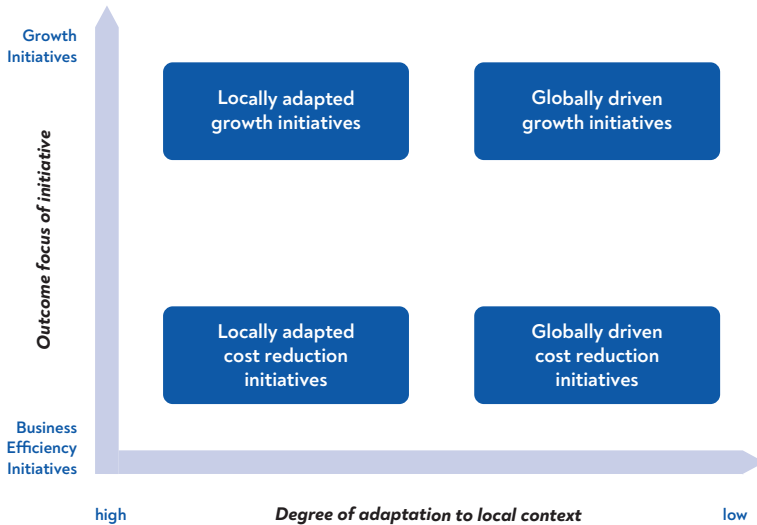 Growth
Initiatives
Locally adapted
growth initiatives
Globally driven
growth initiatives
Outcome focus of initiative
Locally adapted
cost reduction
initiatives
Globally driven
cost reduction
initiatives
Business
Efficiency
Initiatives
high
Degree of adaptation to local context
low